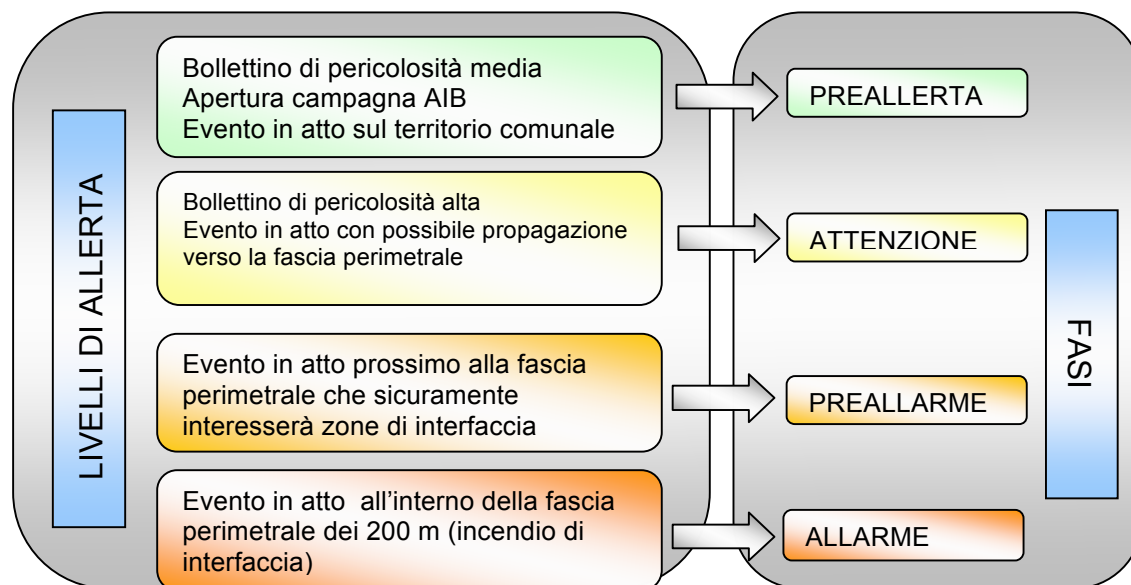 LIVELLI DI ALLERTA
Bollettino di pericolosità media
Apertura campagna AIB
Evento in atto sul territorio comunale
PREALLERTA
Bollettino di pericolosità alta
Evento in atto con possibile propagazione
verso la fascia perimetrale
ATTENZIONE
Evento in atto prossimo alla fascia
perimetrale che sicuramente
interesserà zone di interfaccia
PREALLARME
Evento in atto all'interno della fascia
perimetrale dei 200 m (incendio di
interfaccia)
ALLARME
FASI